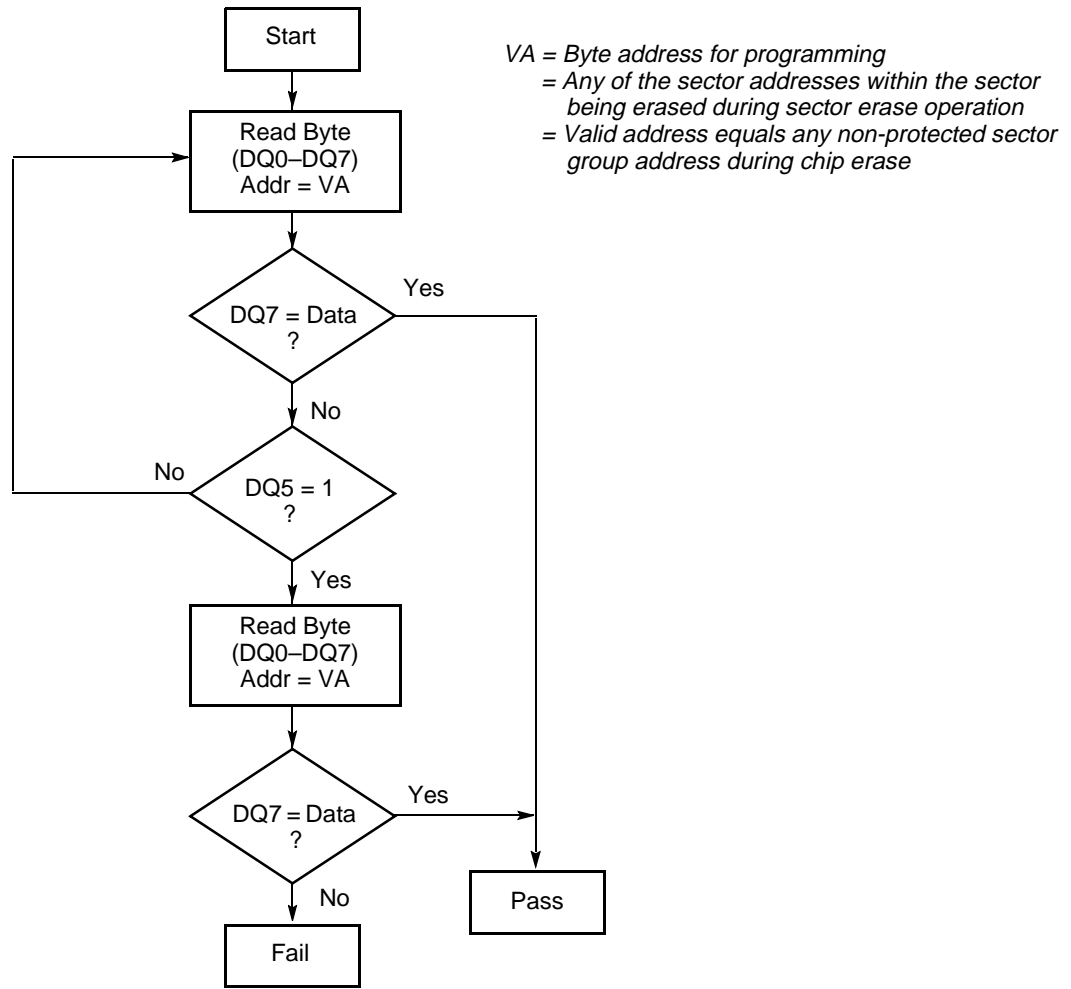 Start
VA = Byte address for programming
= Any of the sector addresses within the sector
being erased during sector erase operation
= Valid address equals any non-protected sector
group address during chip erase
Read Byte
(DQ0–DQ7)
Addr = VA
DQ7 = Data
?
Yes
No
DQ5 = 1
?
No
Yes
Read Byte
(DQ0–DQ7)
Addr = VA
DQ7 = Data
?
Yes
No
Pass
Fail